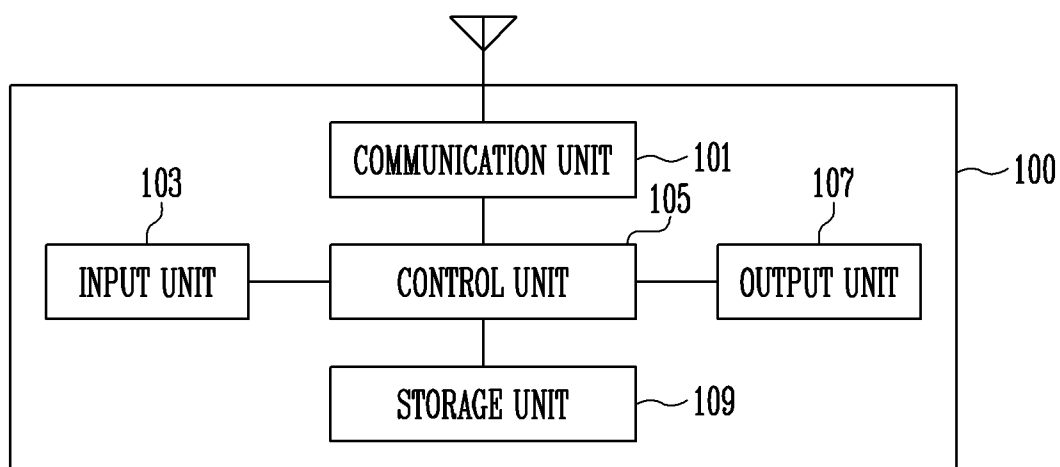 COMMUNICATION UNIT
101
100
103
105
107
INPUT UNIT
CONTROL UNIT
OUTPUT UNIT
STORAGE UNIT
109